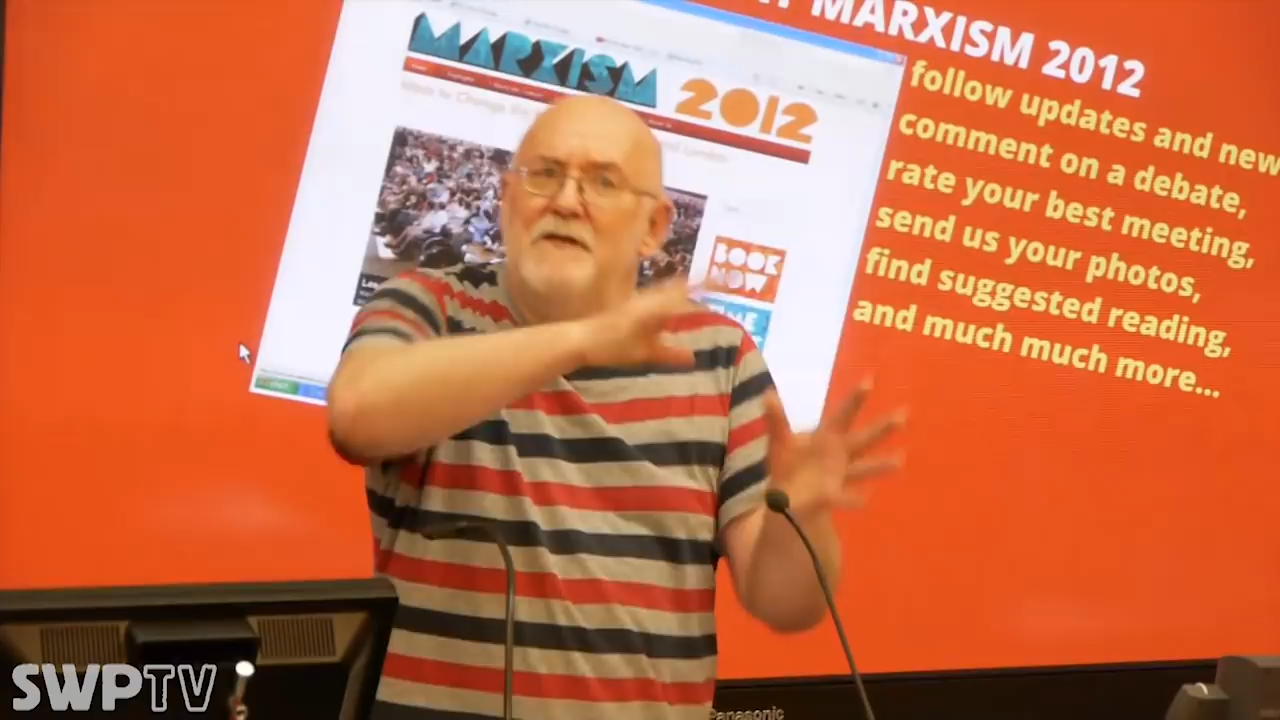 MARXISM 2012
MARXISM 2012
follow updates and new
comment on a debate,
rate your best meeting,
send us your photos,
find suggested reading,
and much much more...
BOOK
NOW
SWPTV
Panasonic